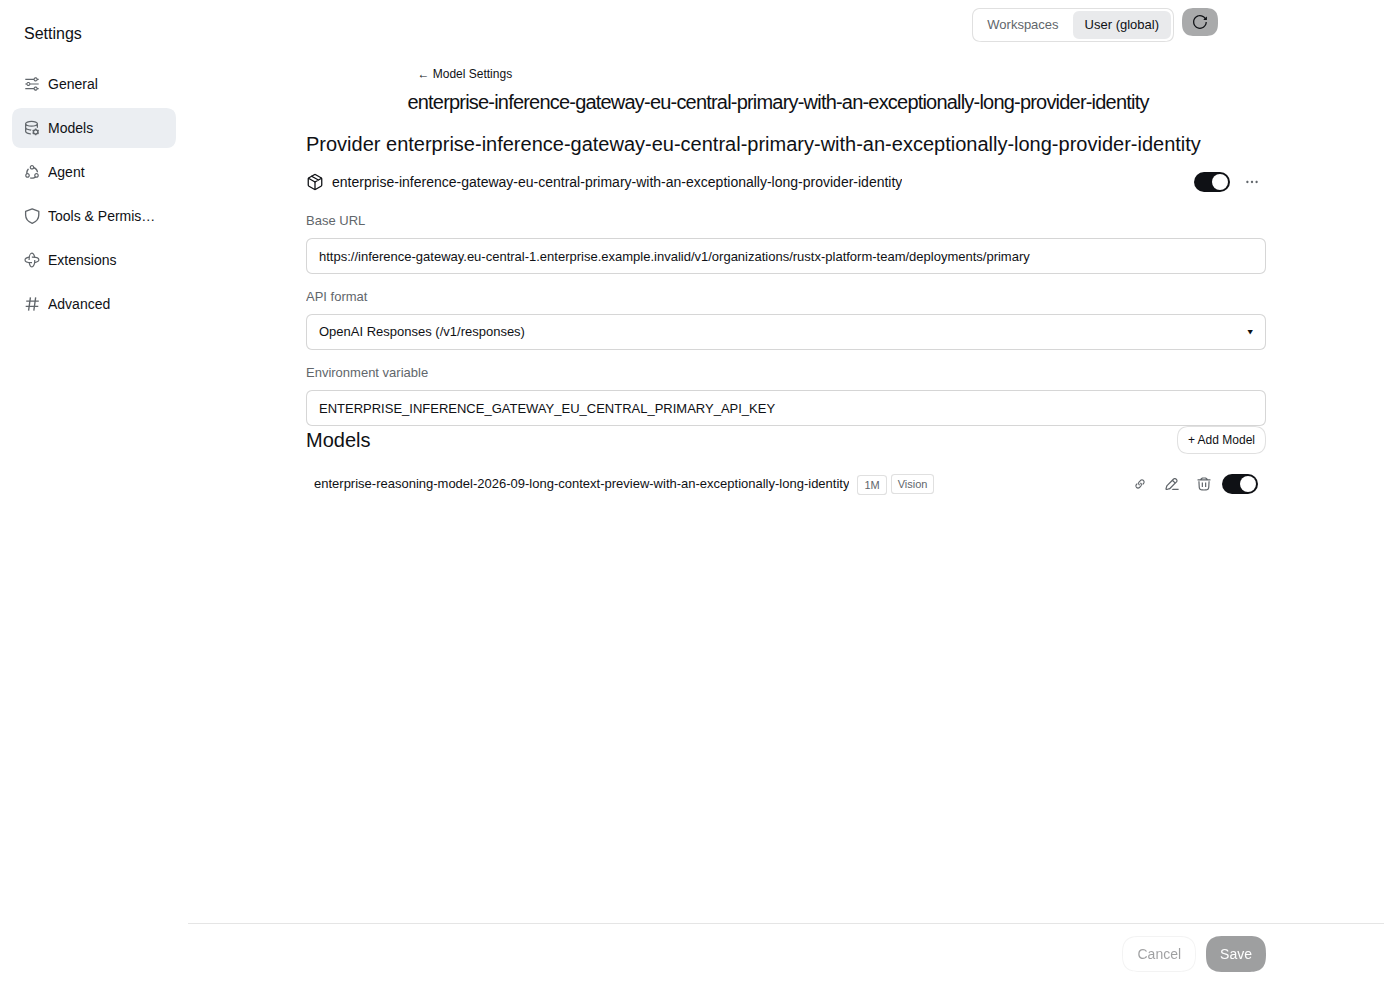 Settings
Workspaces
User (global)
General
Models
Agent
Tools & Permis…
Extensions
Advanced
← Model Settings
enterprise-inference-gateway-eu-central-primary-with-an-exceptionally-long-provider-identity
Provider enterprise-inference-gateway-eu-central-primary-with-an-exceptionally-long-provider-identity
enterprise-inference-gateway-eu-central-primary-with-an-exceptionally-long-provider-identity
Base URL
https://inference-gateway.eu-central-1.enterprise.example.invalid/v1/organizations/rustx-platform-team/deployments/primary
API format
OpenAI Responses (/v1/responses)
Environment variable
ENTERPRISE_INFERENCE_GATEWAY_EU_CENTRAL_PRIMARY_API_KEY
Models
+ Add Model
enterprise-reasoning-model-2026-09-long-context-preview-with-an-exceptionally-long-identity 1M Vision
Cancel
Save